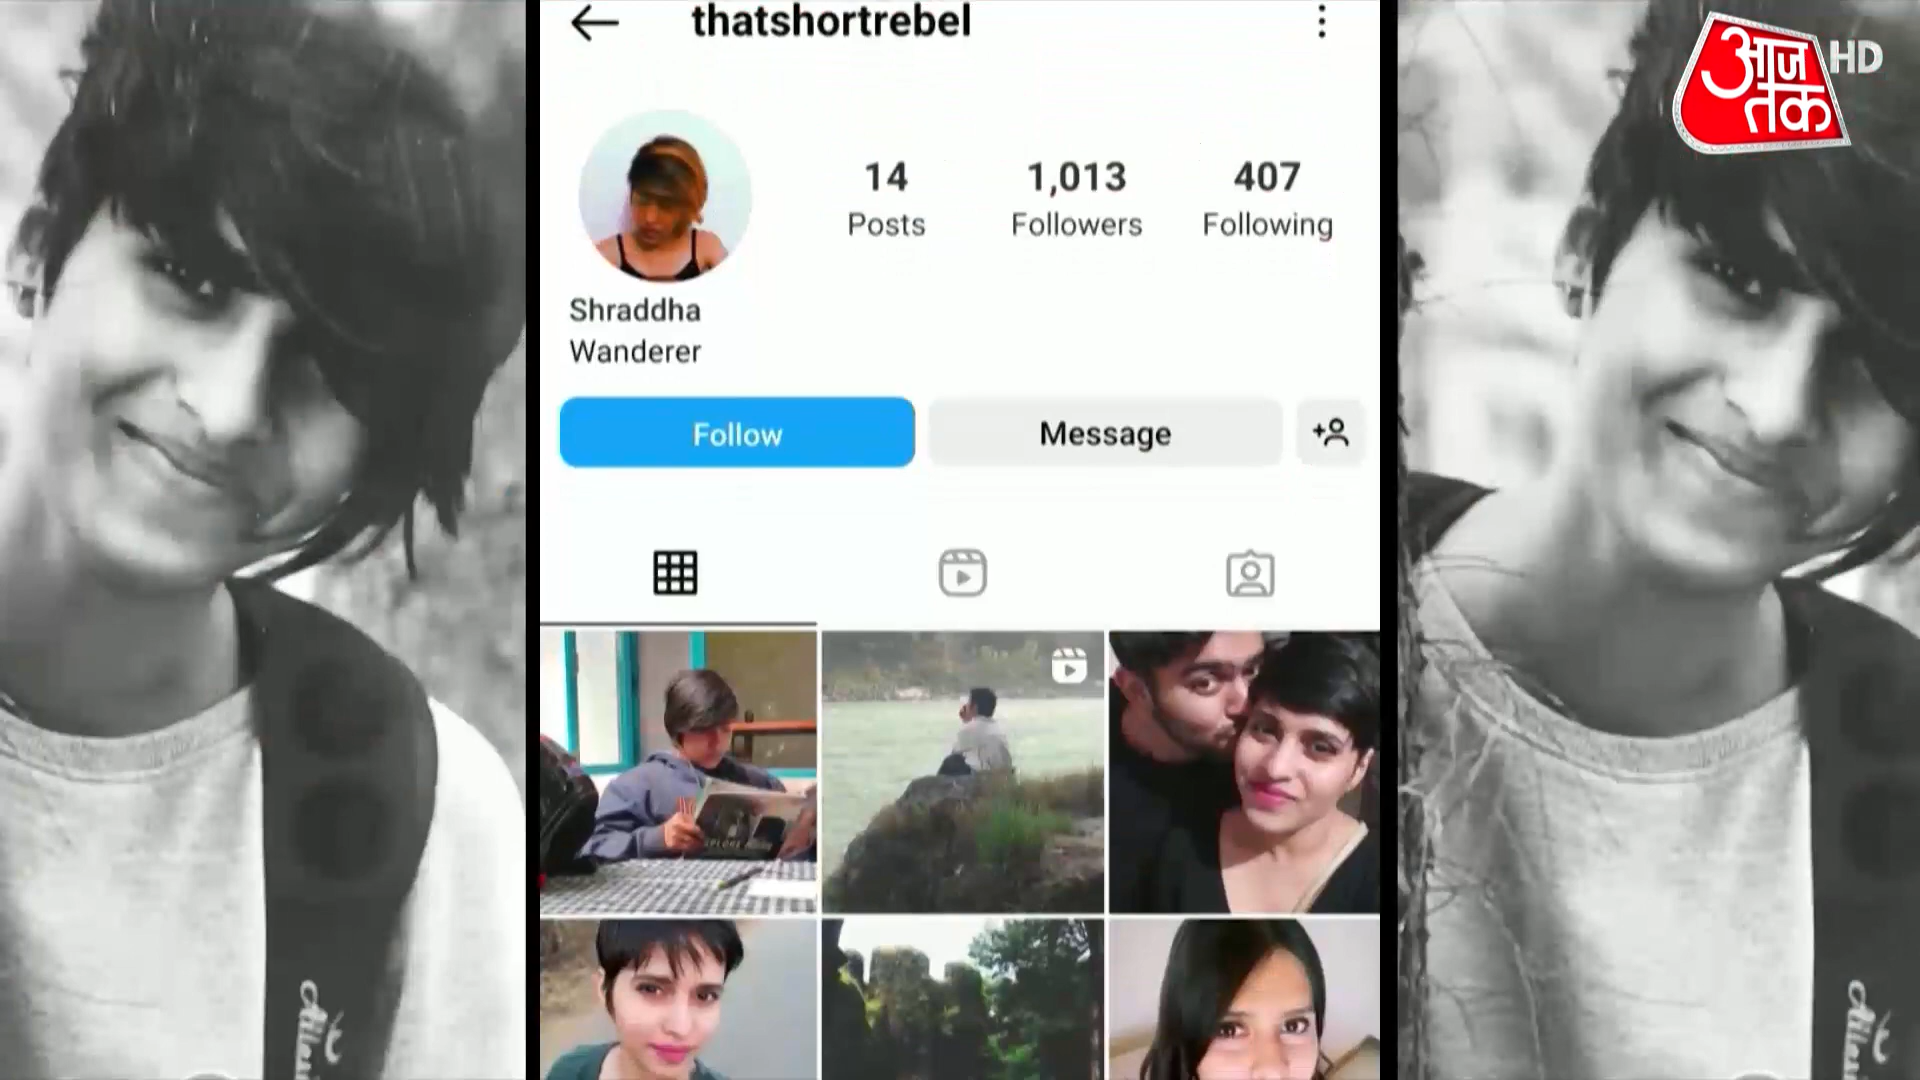 thatshortrebel
आज तक HD
14
Posts
1,013
Followers
407
Following
Shraddha
Wanderer
Follow
Message